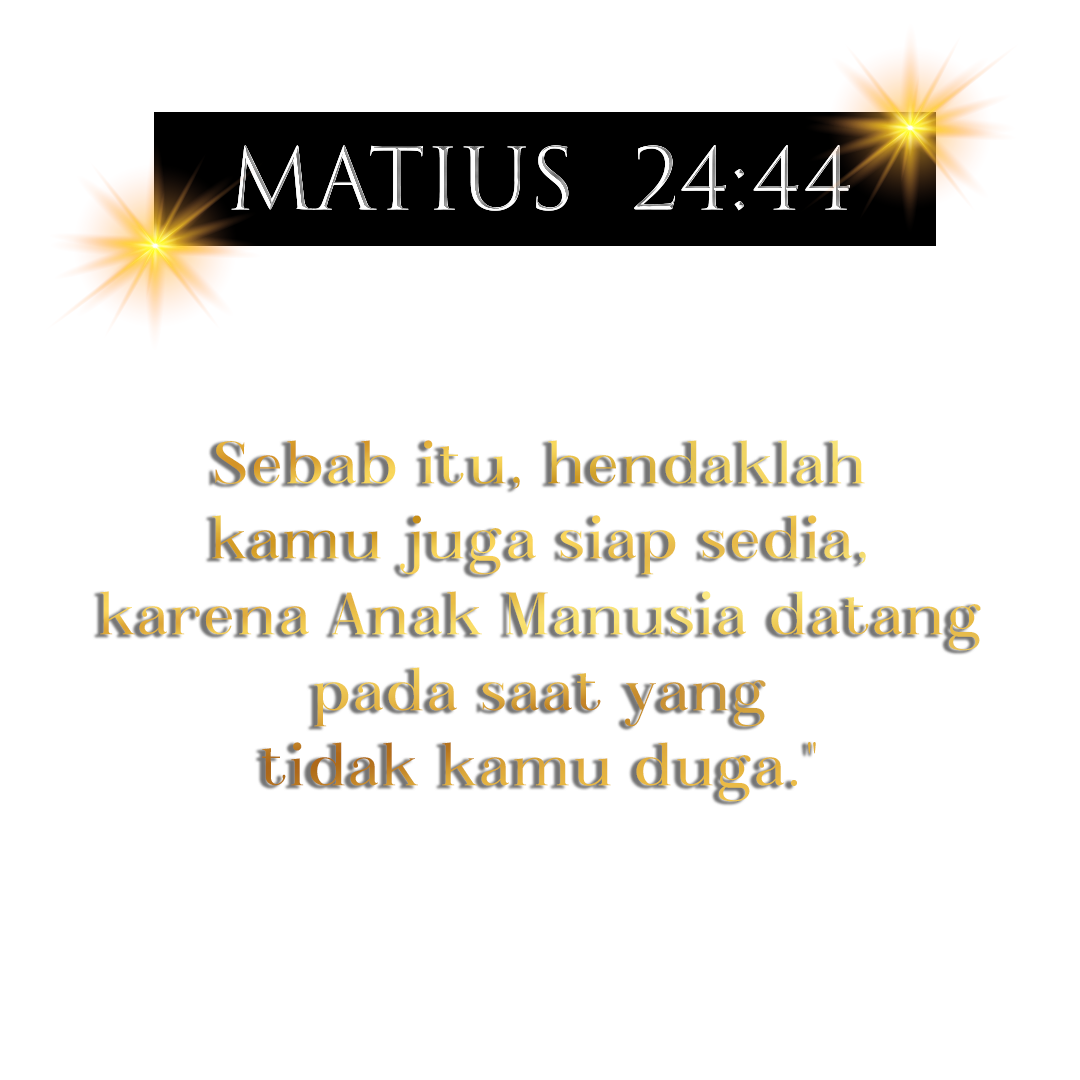 MATIUS 24:44
Sebab itu, hendaklah
kamu juga siap sedia,
karena Anak Manusia datang
pada saat yang
tidak kamu duga."